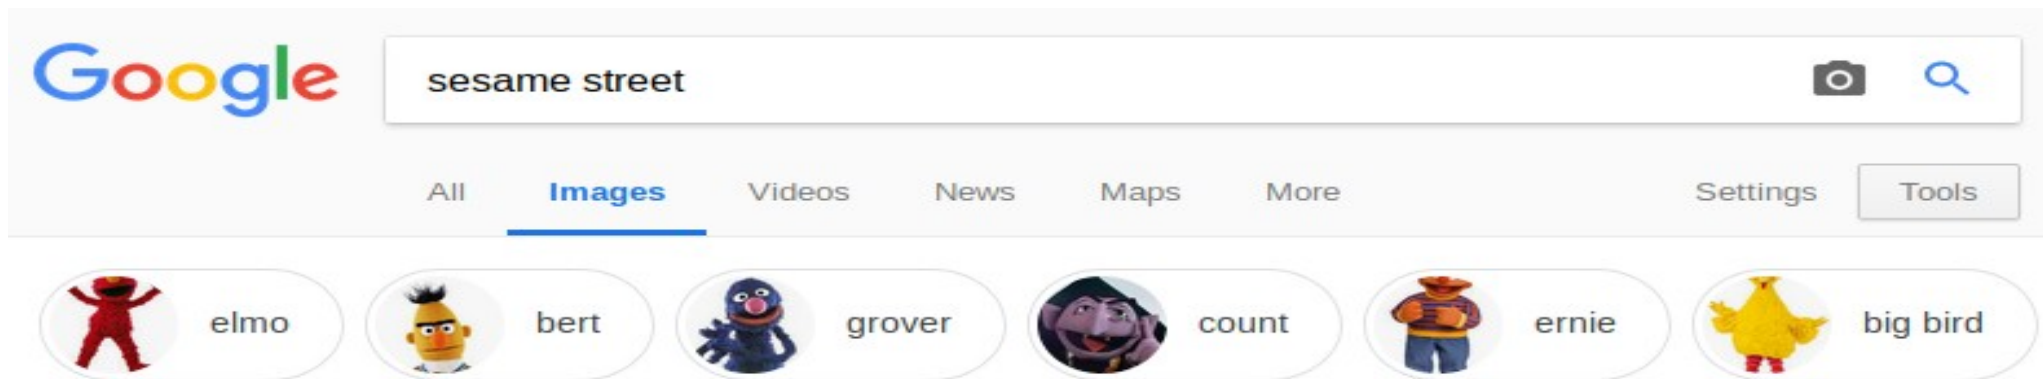 Google sesame street
All Images Videos News Maps More Settings Tools
elmo bert grover count ernie big bird